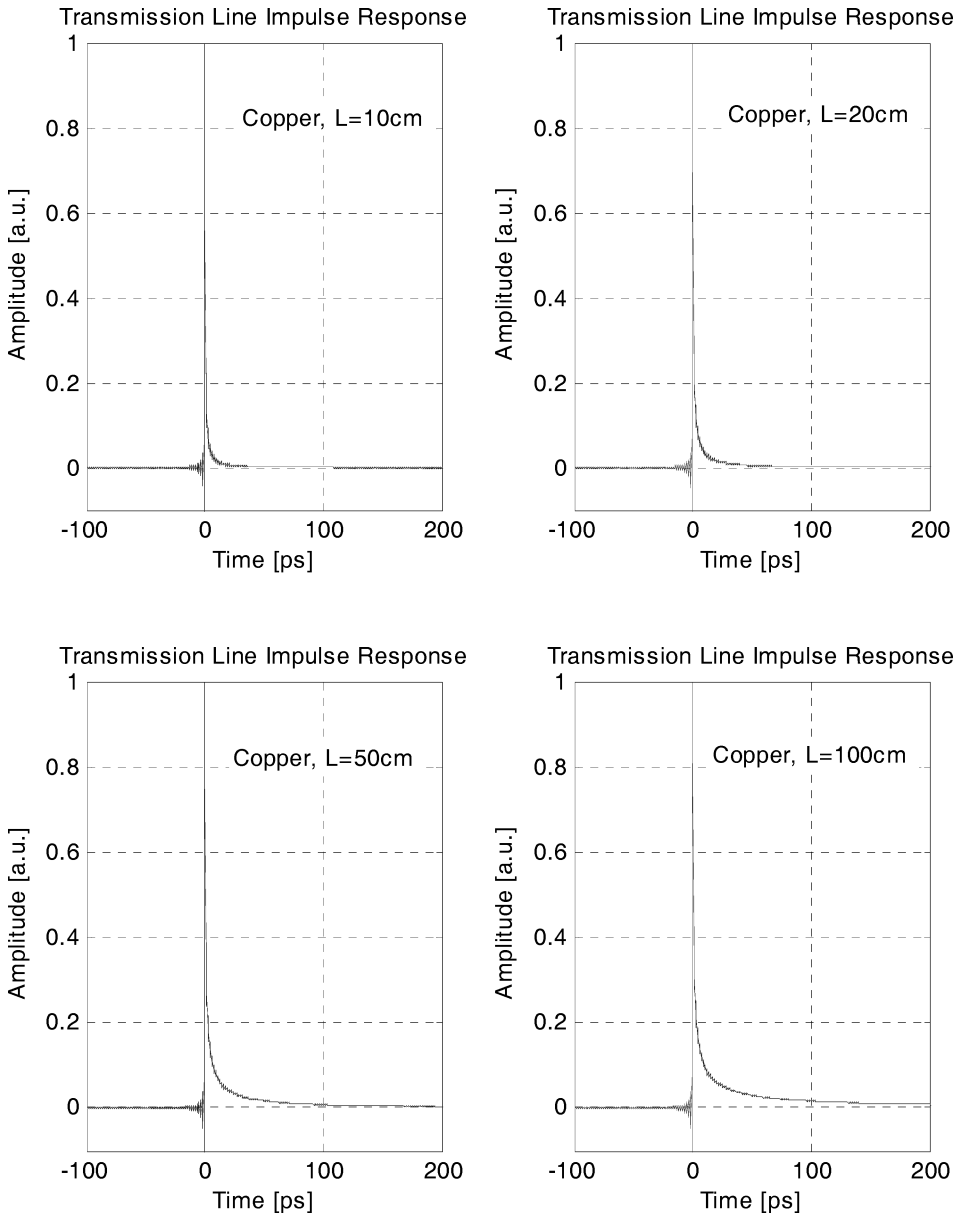 Transmission Line Impulse Response
1
Copper, L=10cm
0.8
0.6
0.4
0.2
0
Amplitude [a.u.]
-100 0 100 200
Time [ps]
Transmission Line Impulse Response
1
Copper, L=20cm
0.8
0.6
0.4
0.2
0
Amplitude [a.u.]
-100 0 100 200
Time [ps]
Transmission Line Impulse Response
1
Copper, L=50cm
0.8
0.6
0.4
0.2
0
Amplitude [a.u.]
-100 0 100 200
Time [ps]
Transmission Line Impulse Response
1
Copper, L=100cm
0.8
0.6
0.4
0.2
0
Amplitude [a.u.]
-100 0 100 200
Time [ps]